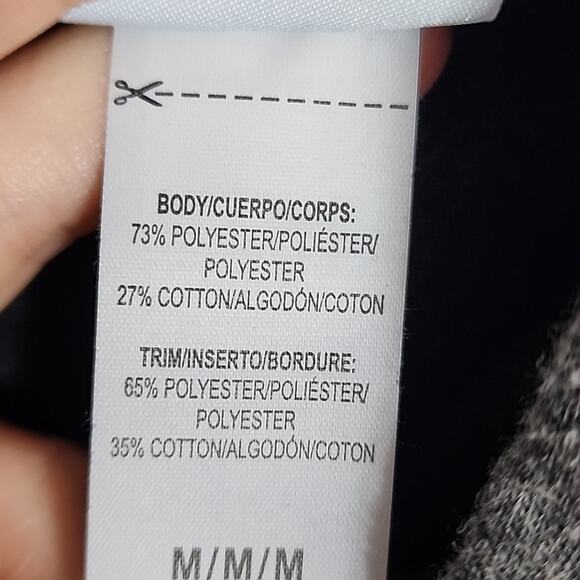 BODY/CUERPO/CORPS:
73% POLYESTER/POLIÉSTER/
POLYESTER
27% COTTON/ALGODÓN/COTON
TRIM/INSERTO/BORDURE:
65% POLYESTER/POLIÉSTER/
POLYESTER
35% COTTON/ALGODÓN/COTON
M/M/M